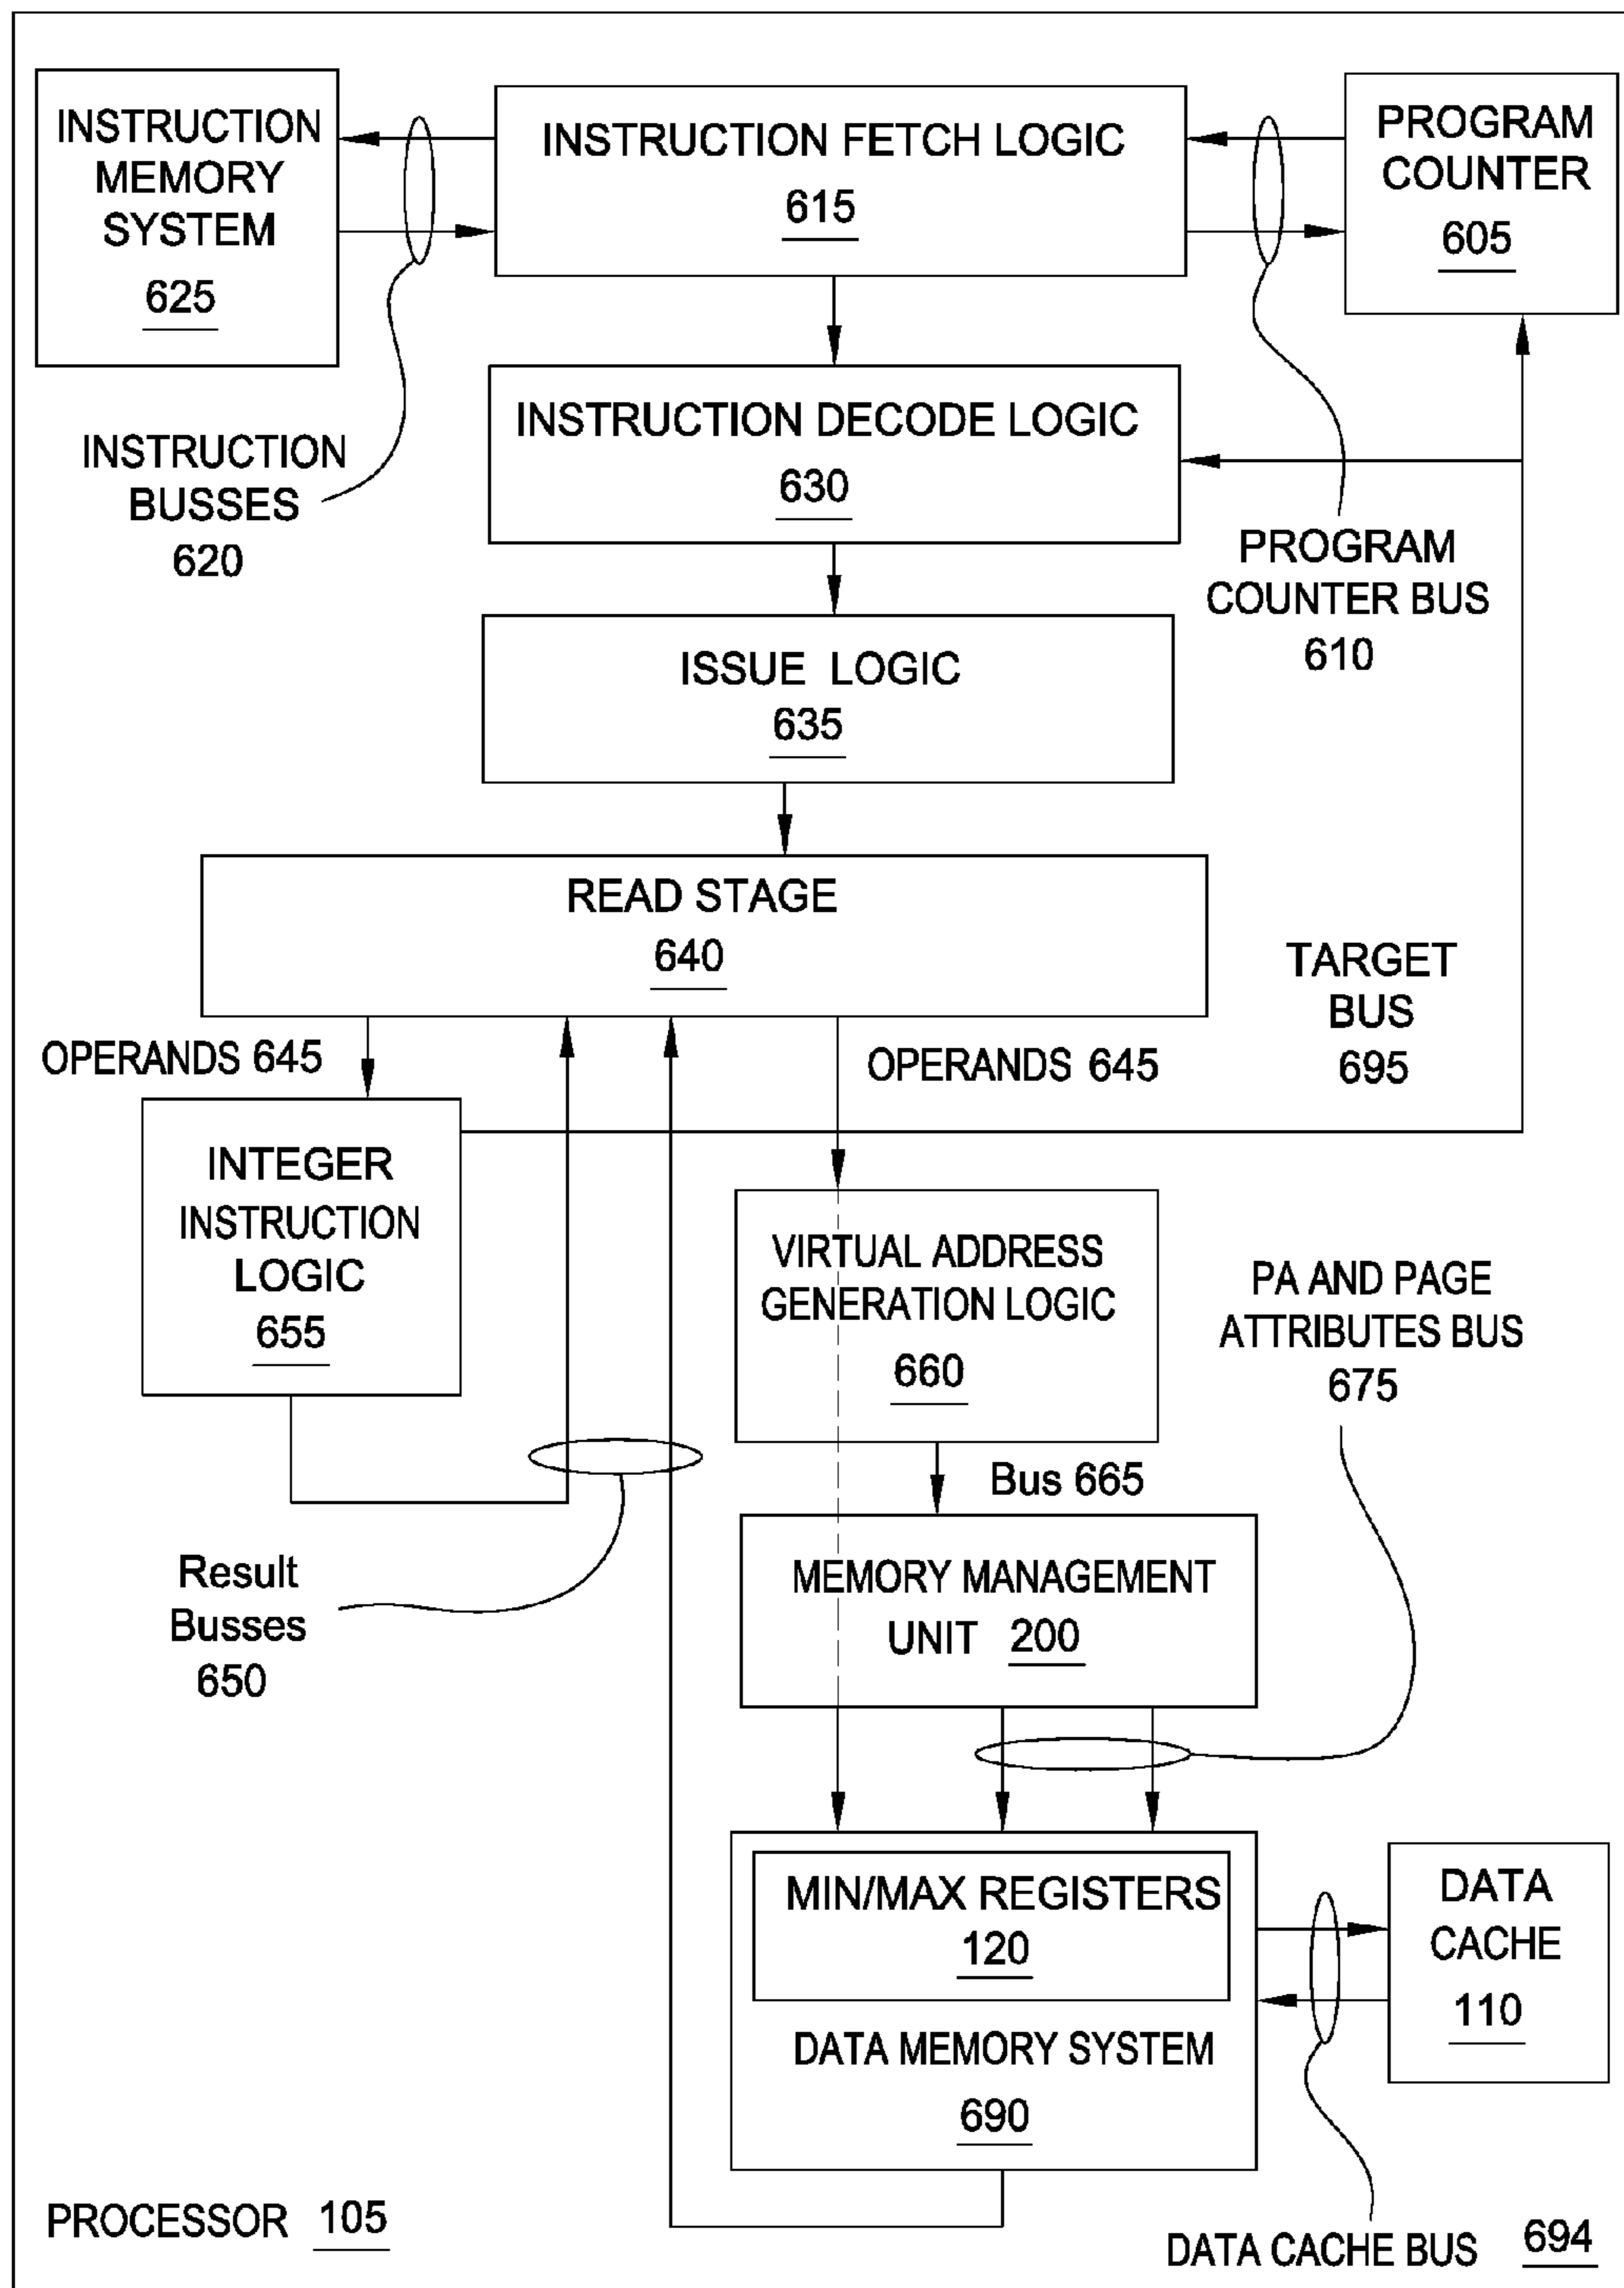 INSTRUCTION
MEMORY
SYSTEM
625
INSTRUCTION FETCH LOGIC
615
PROGRAM
COUNTER
605
INSTRUCTION
BUSSES
620
INSTRUCTION DECODE LOGIC
630
PROGRAM
COUNTER BUS
610
ISSUE LOGIC
635
READ STAGE
640
TARGET
BUS
695
OPERANDS 645
OPERANDS 645
INTEGER
INSTRUCTION
LOGIC
655
VIRTUAL ADDRESS
GENERATION LOGIC
660
PA AND PAGE
ATTRIBUTES BUS
675
Bus 665
Result
Busses
650
MEMORY MANAGEMENT
UNIT 200
MIN/MAX REGISTERS
120
DATA MEMORY SYSTEM
690
DATA
CACHE
110
PROCESSOR 105
DATA CACHE BUS 694